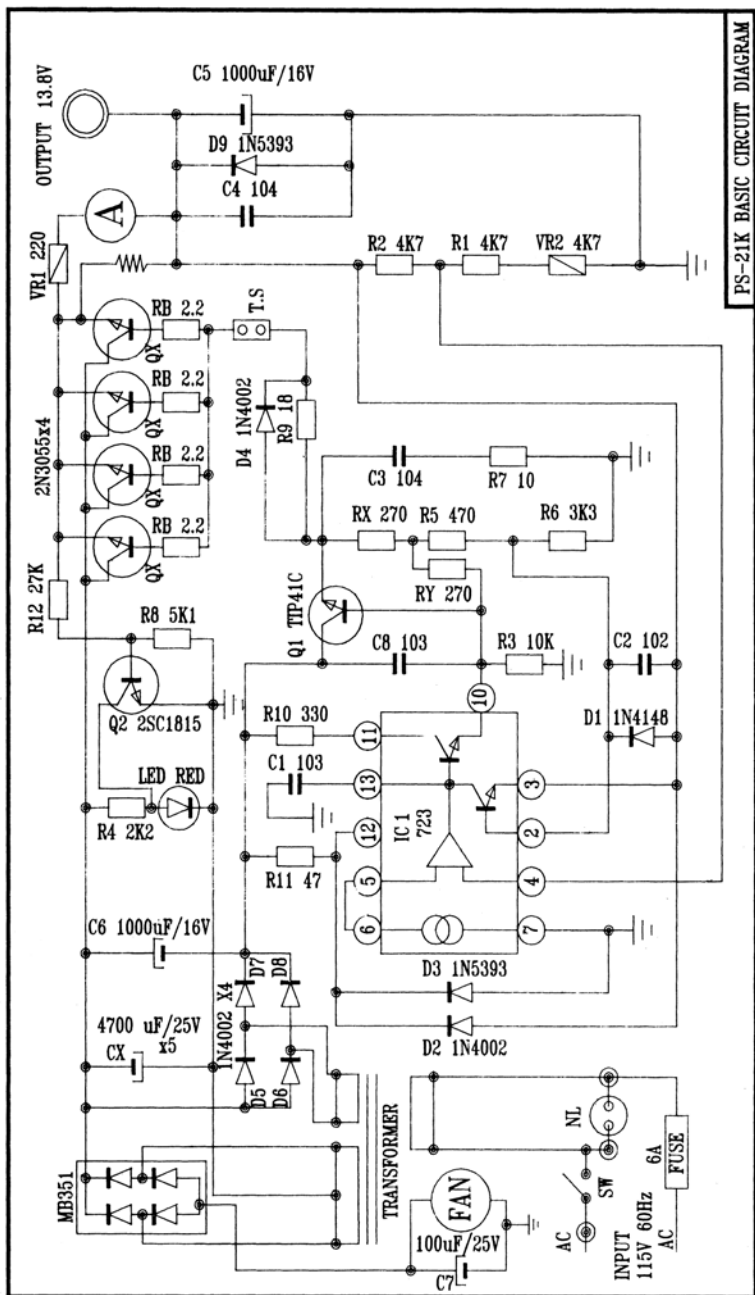 PS-21K BASIC CIRCUIT DIAGRAM
MB351
4700 uF/25V
x5
CX
C6 1000uF/16V
R4 2K2
LED RED
Q2 2SC1815
R8 5K1
R12 27K
2N3055x4
QX
RB 2.2
QX
RB 2.2
QX
RB 2.2
QX
RB 2.2
VR1 220
A
OUTPUT 13.8V
C5 1000uF/16V
D9 1N5393
C4 104
T.S
1N4002 X4
D5
D6
D7
D8
R11 47
C1 103
R10 330
Q1 TIP41C
C8 103
D4 1N4002
R9 18
C3 104
R7 10
RX 270
R5 470
RY 270
R6 3K3
R3 10K
R2 4K7
R1 4K7
VR2 4K7
6
5
12
13
11
10
IC1
723
7
4
2
3
D1 1N4148
C2 102
D3 1N5393
D2 1N4002
TRANSFORMER
FAN
100uF/25V
C7
NL
6A
FUSE
SW
AC
INPUT
115V 60Hz
AC